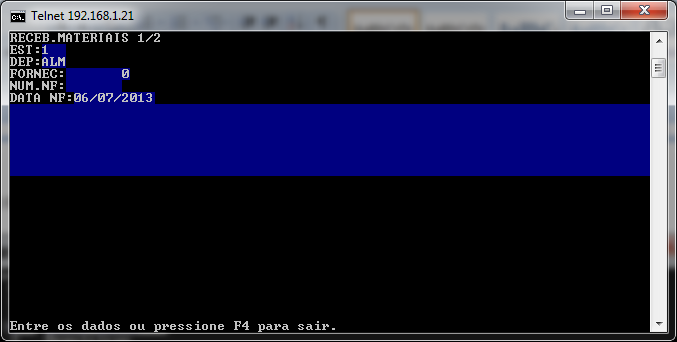 Telnet 192.168.1.21
RECEB.MATERIAIS 1/2
EST:1
DEP:ALM
FORNEC: 0
NUM.NF:
DATA NF:06/07/2013
Entre os dados ou pressione F4 para sair.